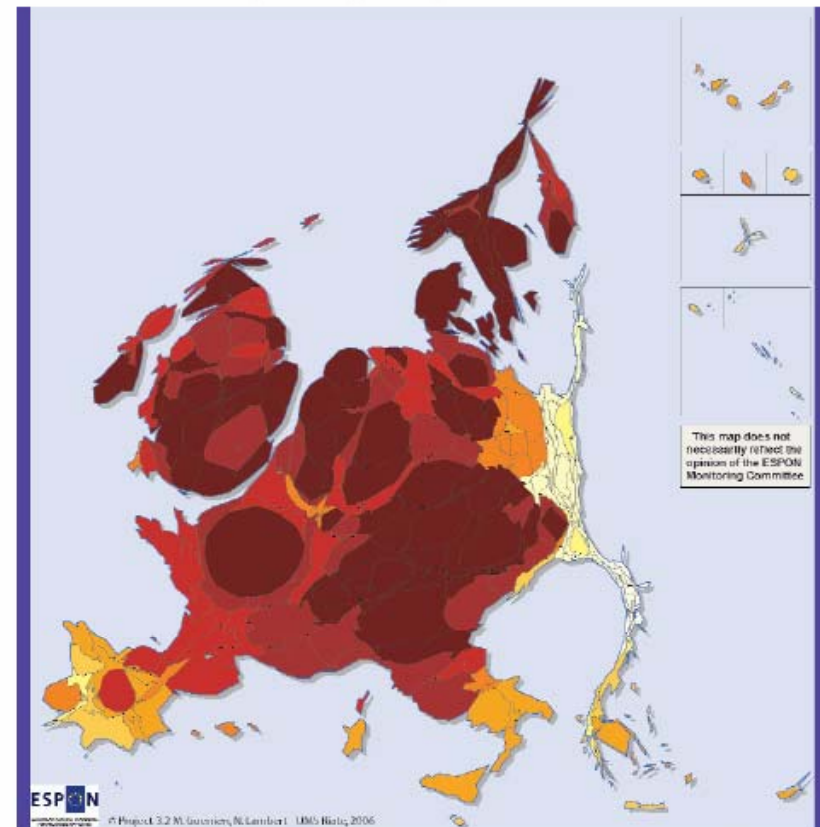 This map does not
necessarily reflect the
opinion of the ESPON
Monitoring Committee
ESPON
© Project 3.2 M. Guerrien, N. Lambert UMS Riate, 2006